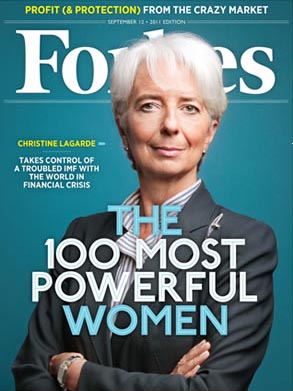 PROFIT (& PROTECTION) FROM THE CRAZY MARKET
SEPTEMBER 12 • 2011 EDITION
Forbes
CHRISTINE LAGARDE
TAKES CONTROL OF
A TROUBLED IMF WITH
THE WORLD IN
FINANCIAL CRISIS
THE
100 MOST
POWERFUL
WOMEN